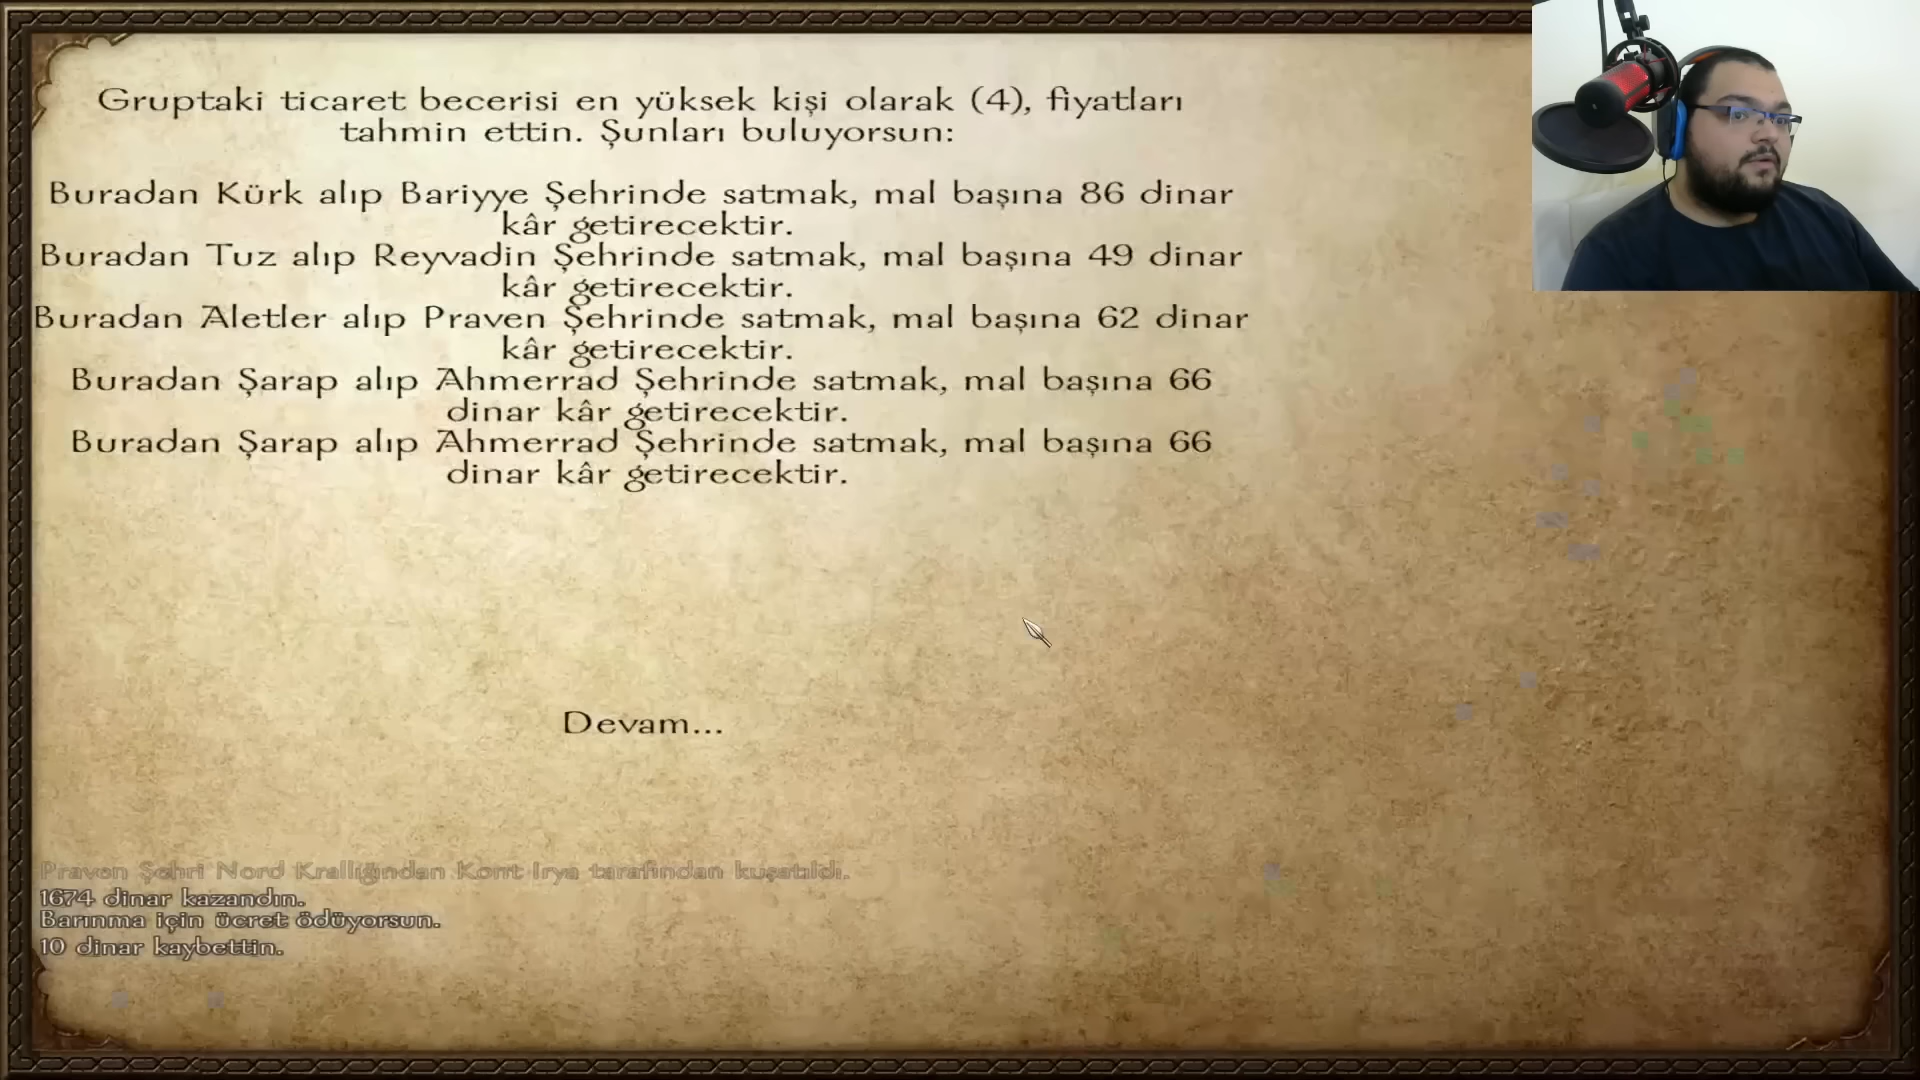 Gruptaki ticaret becerisi en yüksek kişi olarak (4), fiyatları
tahmin ettin. Şunları buluyorsun:
Buradan Kürk alıp Bariyye Şehrinde satmak, mal başına 86 dinar
kâr getirecektir.
Buradan Tuz alıp Reyvadin Şehrinde satmak, mal başına 49 dinar
kâr getirecektir.
Buradan Aletler alıp Praven Şehrinde satmak, mal başına 62 dinar
kâr getirecektir.
Buradan Şarap alıp Ahmerrad Şehrinde satmak, mal başına 66
dinar kâr getirecektir.
Buradan Şarap alıp Ahmerrad Şehrinde satmak, mal başına 66
dinar kâr getirecektir.
Devam...
Praven Şehri Nord Krallığından Kont Irya tarafından kuşatıldı.
1674 dinar kazandın.
Barınma için ücret ödüyorsun.
10 dinar kaybettin.